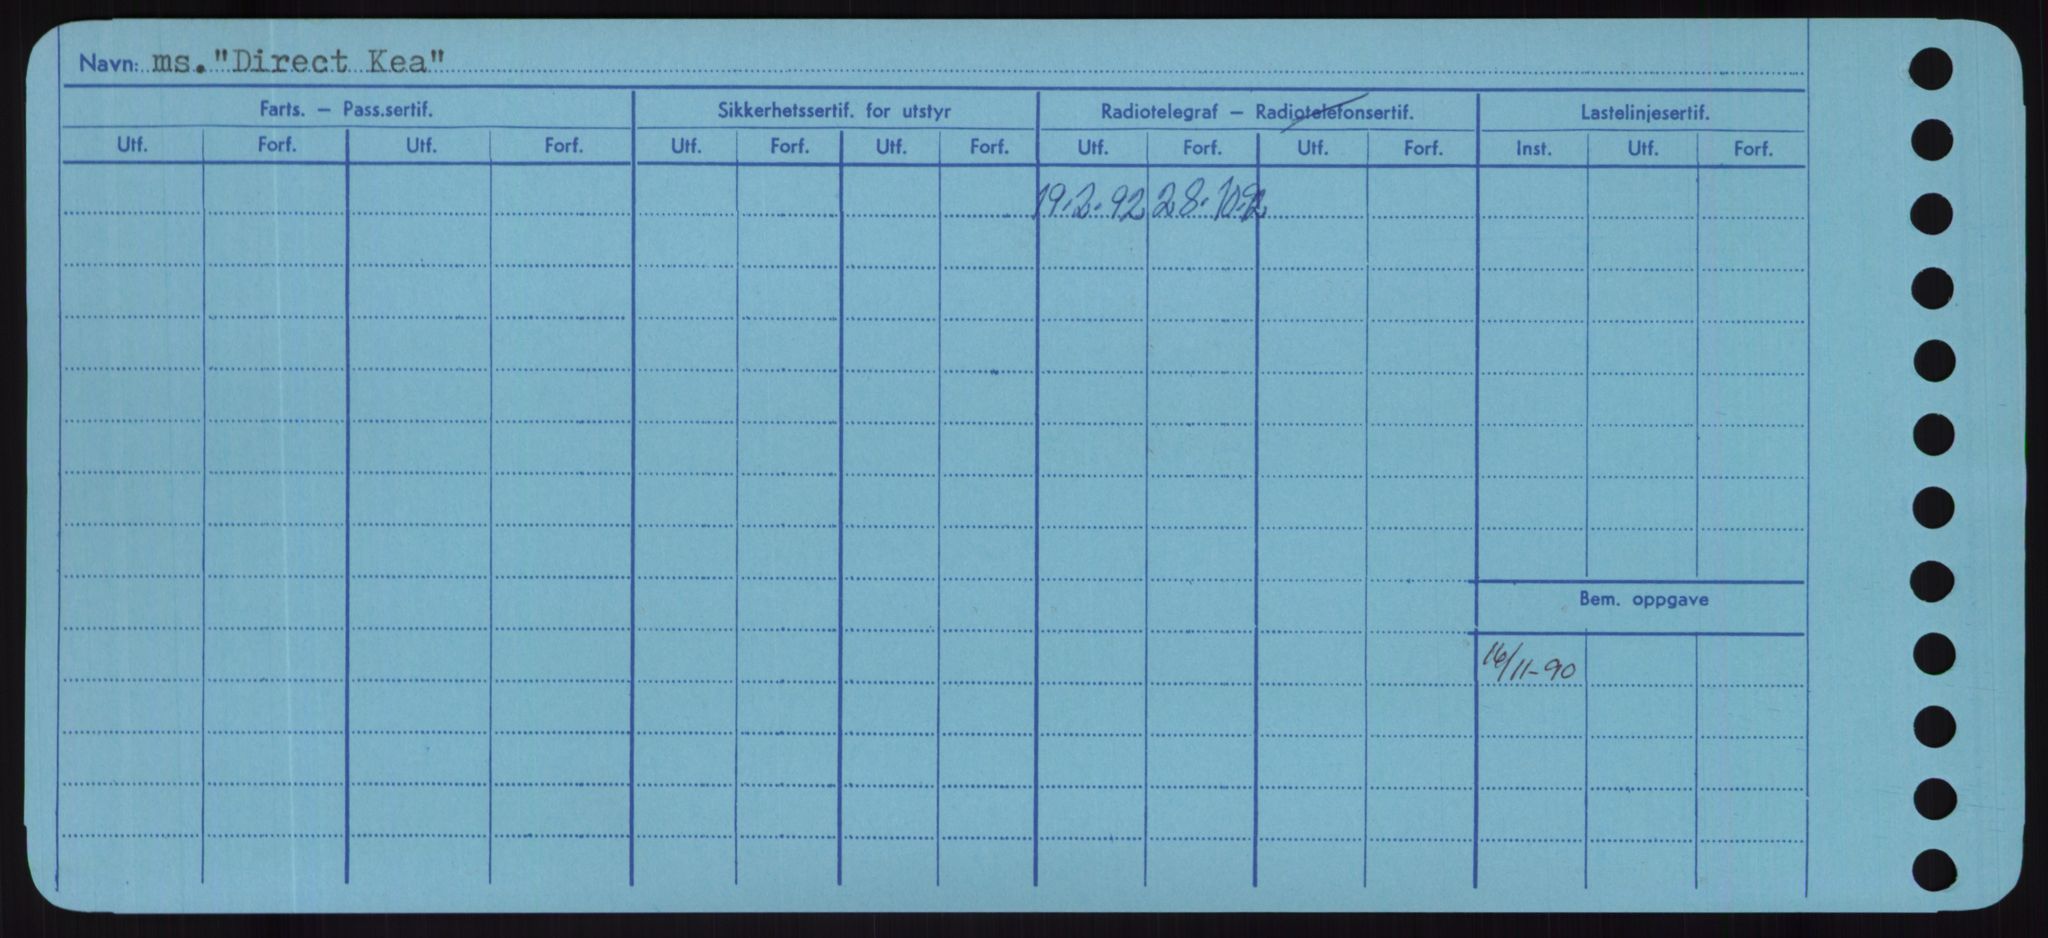 Navn: ms."Direct Kea"
Farts. — Pass.sertif. Sikkerhetssertif. for utstyr Radiotelegraf — Radiotelefonsertif. Lastelinjesertif.
Utf. Forf. Utf. Forf. Utf. Forf. Utf. Forf. Utf. Forf. Utf. Forf. Inst. Utf. Forf.
19.2.92 28.10.92
Bem. oppgave
16/11-90